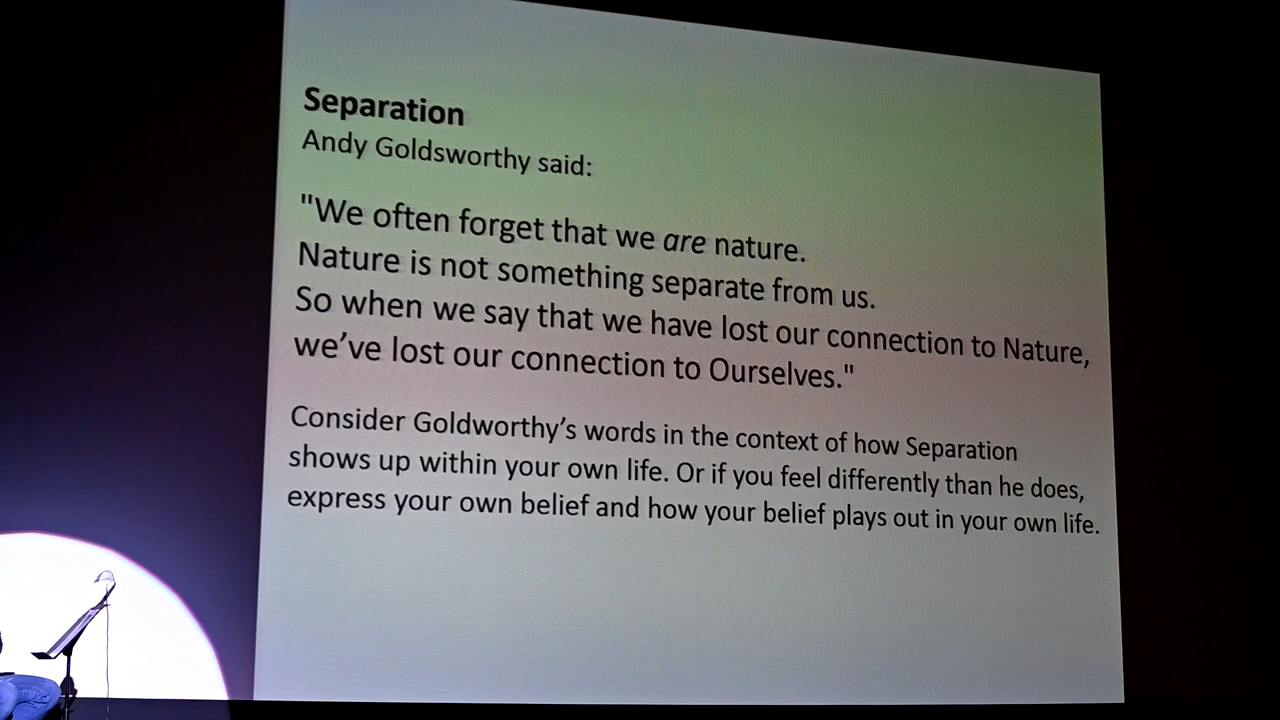 Separation
Andy Goldsworthy said:
"We often forget that we are nature.
Nature is not something separate from us.
So when we say that we have lost our connection to Nature,
we’ve lost our connection to Ourselves."
Consider Goldworthy’s words in the context of how Separation
shows up within your own life. Or if you feel differently than he does,
express your own belief and how your belief plays out in your own life.